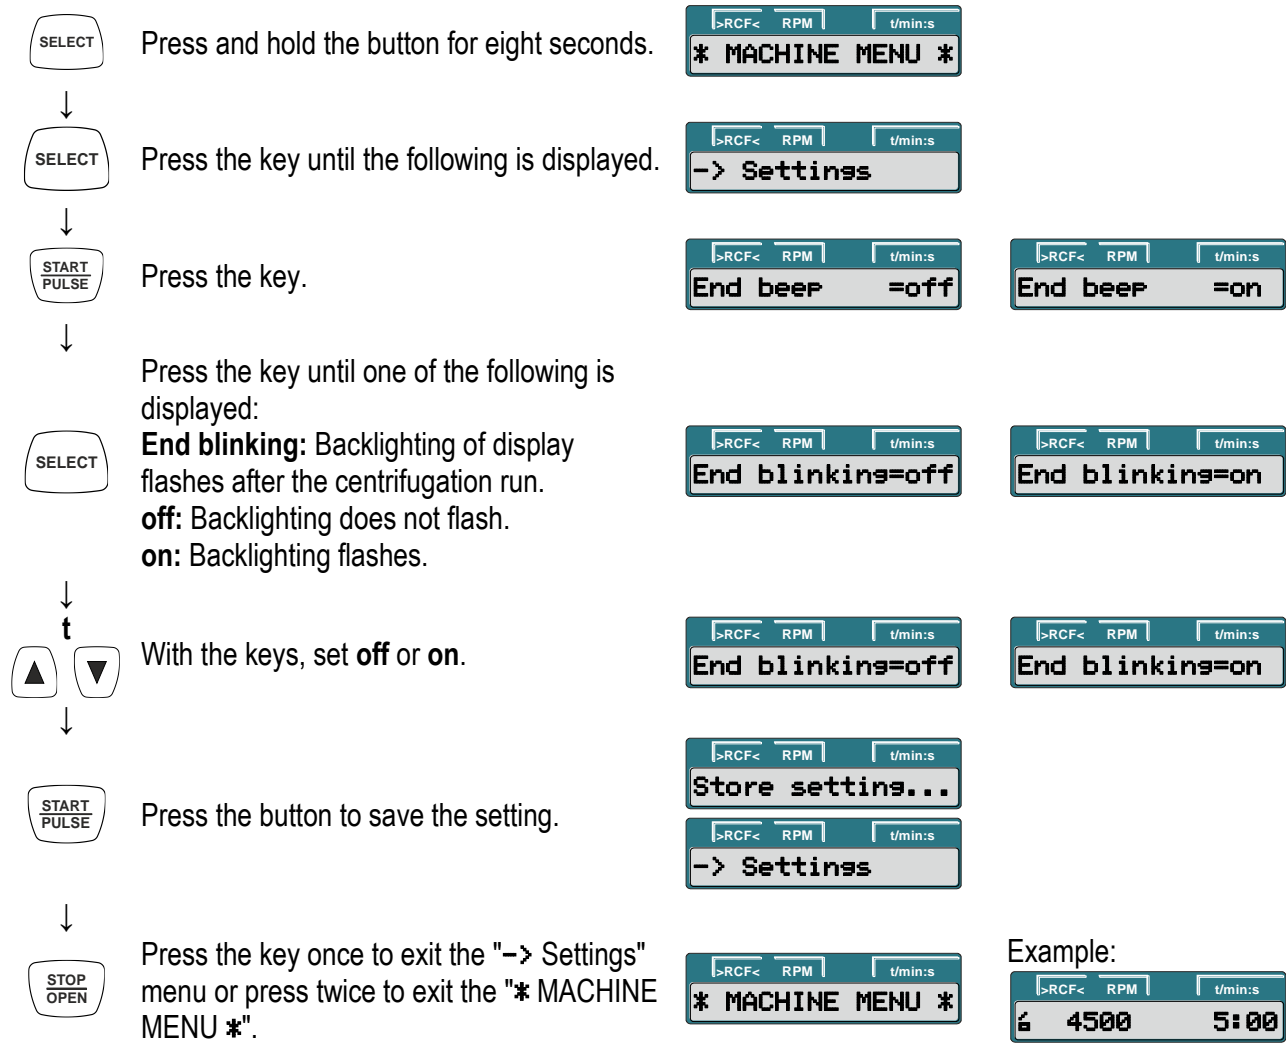 SELECT
Press and hold the button for eight seconds.
>RCF< RPM t/min:s
* MACHINE MENU *
↓
SELECT
Press the key until the following is displayed.
>RCF< RPM t/min:s
-> Settings
↓
START
PULSE
Press the key.
>RCF< RPM t/min:s
End beep =off
>RCF< RPM t/min:s
End beep =on
↓
SELECT
Press the key until one of the following is
displayed:
End blinking: Backlighting of display
flashes after the centrifugation run.
off: Backlighting does not flash.
on: Backlighting flashes.
>RCF< RPM t/min:s
End blinking=off
>RCF< RPM t/min:s
End blinking=on
↓
t
▲ ▼
With the keys, set off or on.
>RCF< RPM t/min:s
End blinking=off
>RCF< RPM t/min:s
End blinking=on
↓
START
PULSE
Press the button to save the setting.
>RCF< RPM t/min:s
Store setting...
>RCF< RPM t/min:s
-> Settings
↓
STOP
OPEN
Press the key once to exit the "-> Settings"
menu or press twice to exit the "* MACHINE
MENU *".
>RCF< RPM t/min:s
* MACHINE MENU *
Example:
>RCF< RPM t/min:s
4500 5:00